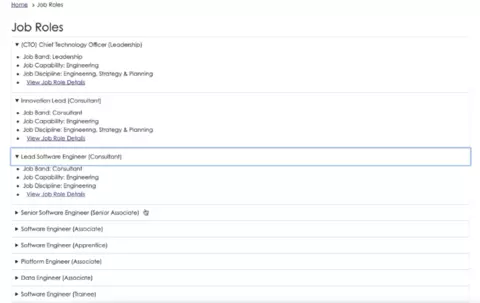 Home > Job Roles
Job Roles
▼ (CTO) Chief Technology Officer (Leadership)
• Job Band: Leadership
• Job Capability: Engineering
• Job Discipline: Engineering, Strategy & Planning
• View Job Role Details
▼ Innovation Lead (Consultant)
• Job Band: Consultant
• Job Capability: Engineering
• Job Discipline: Engineering, Strategy & Planning
• View Job Role Details
▼ Lead Software Engineer (Consultant)
• Job Band: Consultant
• Job Capability: Engineering
• Job Discipline: Engineering
• View Job Role Details
► Senior Software Engineer (Senior Associate)
► Software Engineer (Associate)
► Software Engineer (Apprentice)
► Platform Engineer (Associate)
► Data Engineer (Associate)
► Software Engineer (Trainee)